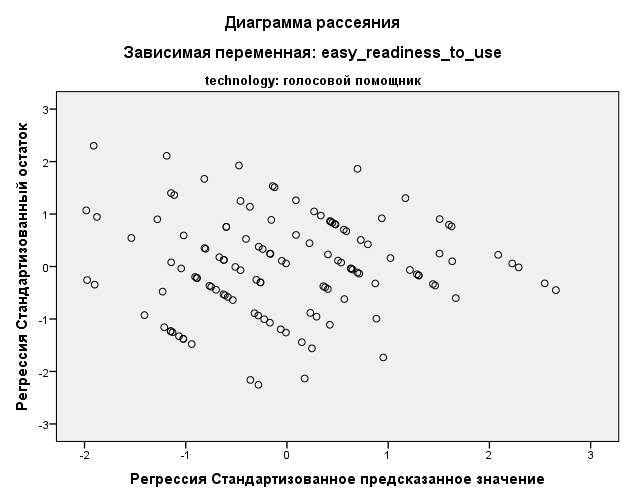 Диаграмма рассеяния
Зависимая переменная: easy_readiness_to_use
technology: голосовой помощник
Регрессия Стандартизованный остаток
3
2
1
0
-1
-2
-3
-2
-1
0
1
2
3
Регрессия Стандартизованное предсказанное значение